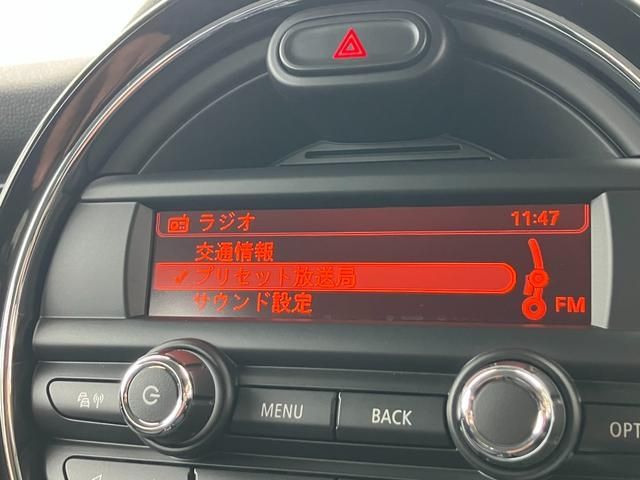 ラジオ 11:47
交通情報
✓プリセット放送局
サウンド設定
FM
MENU BACK OPT